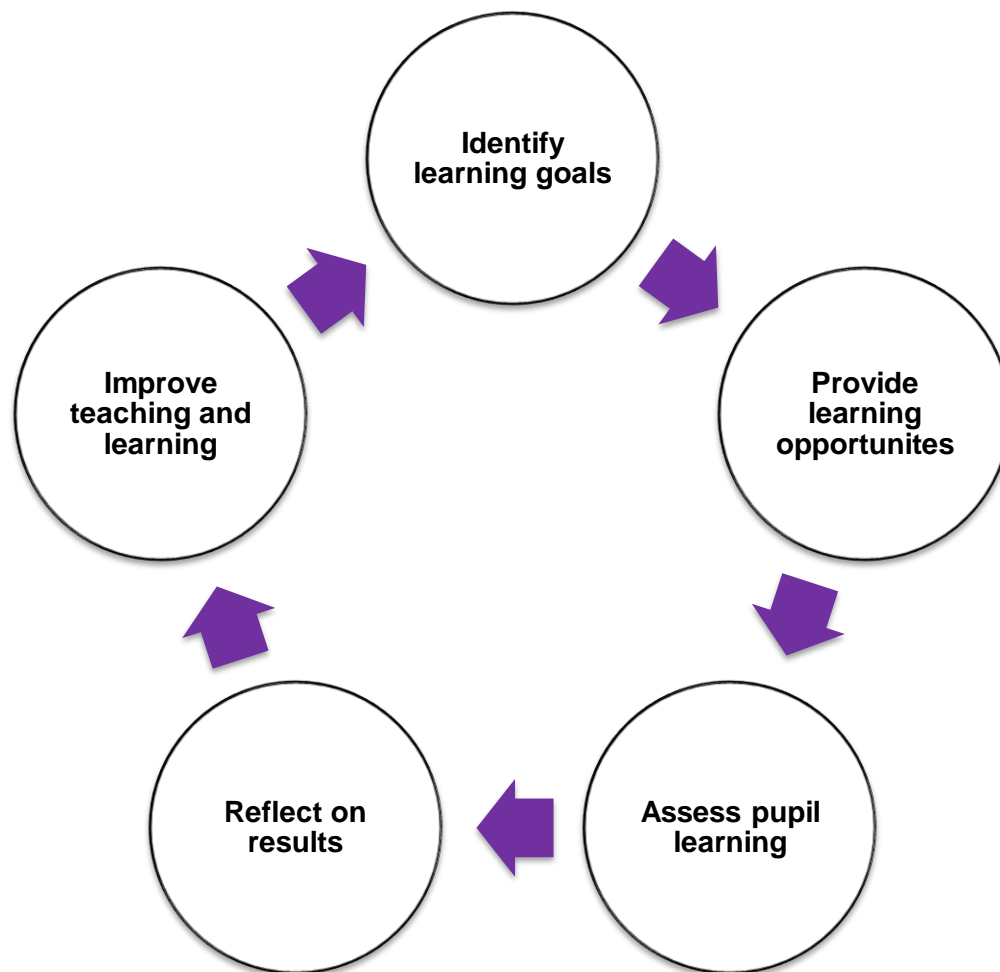 Identify
learning goals
Provide
learning
opportunites
Assess pupil
learning
Reflect on
results
Improve
teaching and
learning